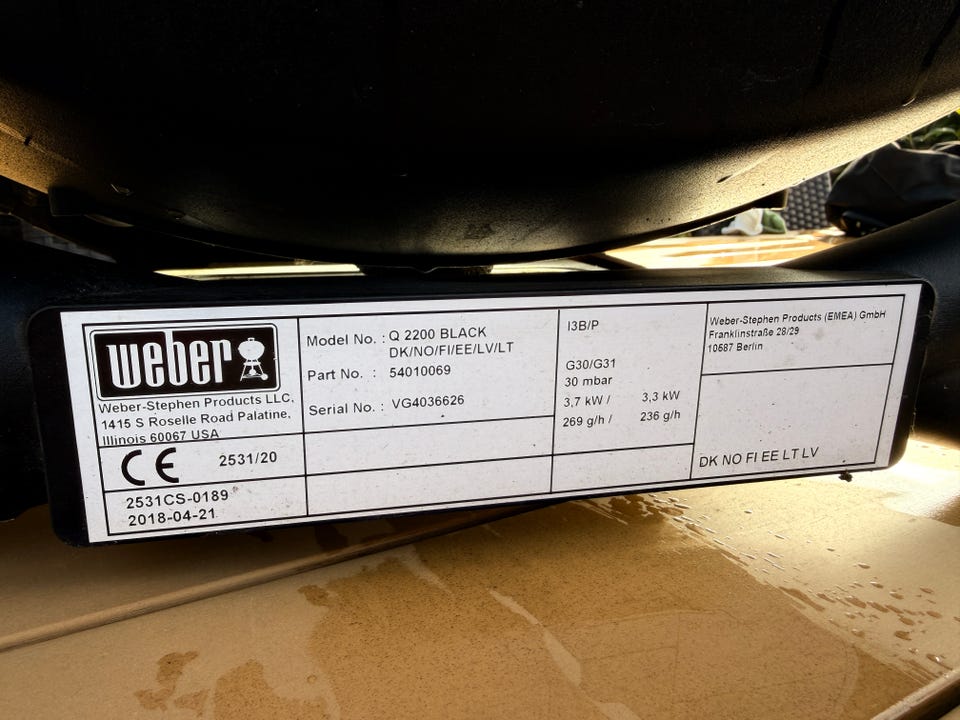 weber
Weber-Stephen Products LLC.
1415 S Roselle Road Palatine,
Illinois 60067 USA
CE 2531/20
2531CS-0189
2018-04-21
Model No. : Q 2200 BLACK
DK/NO/FI/EE/LV/LT
Part No. : 54010069
Serial No. : VG4036626
I3B/P
G30/G31
30 mbar
3,7 kW / 3,3 kW
269 g/h / 236 g/h
Weber-Stephen Products (EMEA) GmbH
Franklinstraße 28/29
10587 Berlin
DK NO FI EE LT LV